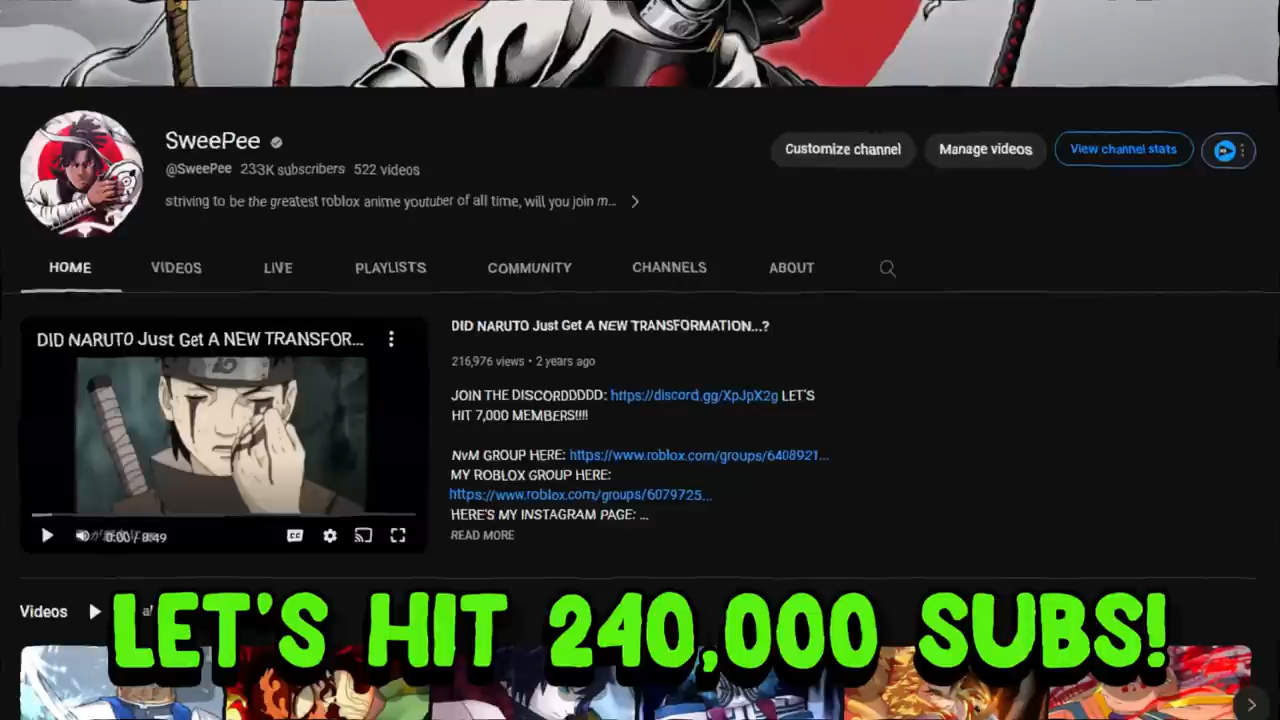 SweePee
@SweePee 233K subscribers 522 videos
striving to be the greatest roblox anime youtuber of all time, will you join m...
Customize channel
Manage videos
View channel stats
HOME
VIDEOS
LIVE
PLAYLISTS
COMMUNITY
CHANNELS
ABOUT
DID NARUTO Just Get A NEW TRANSFOR...
0:00 / 8:49
DID NARUTO Just Get A NEW TRANSFORMATION...?
216,976 views • 2 years ago
JOIN THE DISCORDDDDD: https://discord.gg/XpJpX2g LET'S
HIT 7,000 MEMBERS!!!!
NvM GROUP HERE: https://www.roblox.com/groups/6408921...
MY ROBLOX GROUP HERE:
https://www.roblox.com/groups/6079725...
HERE'S MY INSTAGRAM PAGE: ...
READ MORE
Videos
LET'S HIT 240,000 SUBS!